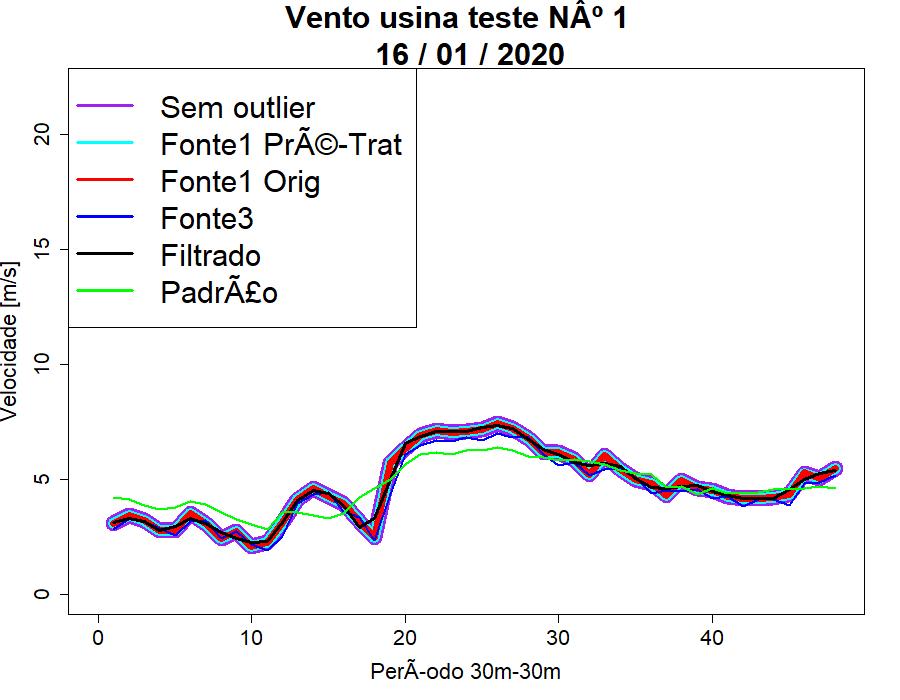 Vento usina teste NÂº 1
16 / 01 / 2020
Sem outlier
Fonte1 PrÃ©-Trat
Fonte1 Orig
Fonte3
Filtrado
PadrÃ£o
Velocidade [m/s]
20
15
10
5
0
0 10 20 30 40
PerÃ-odo 30m-30m